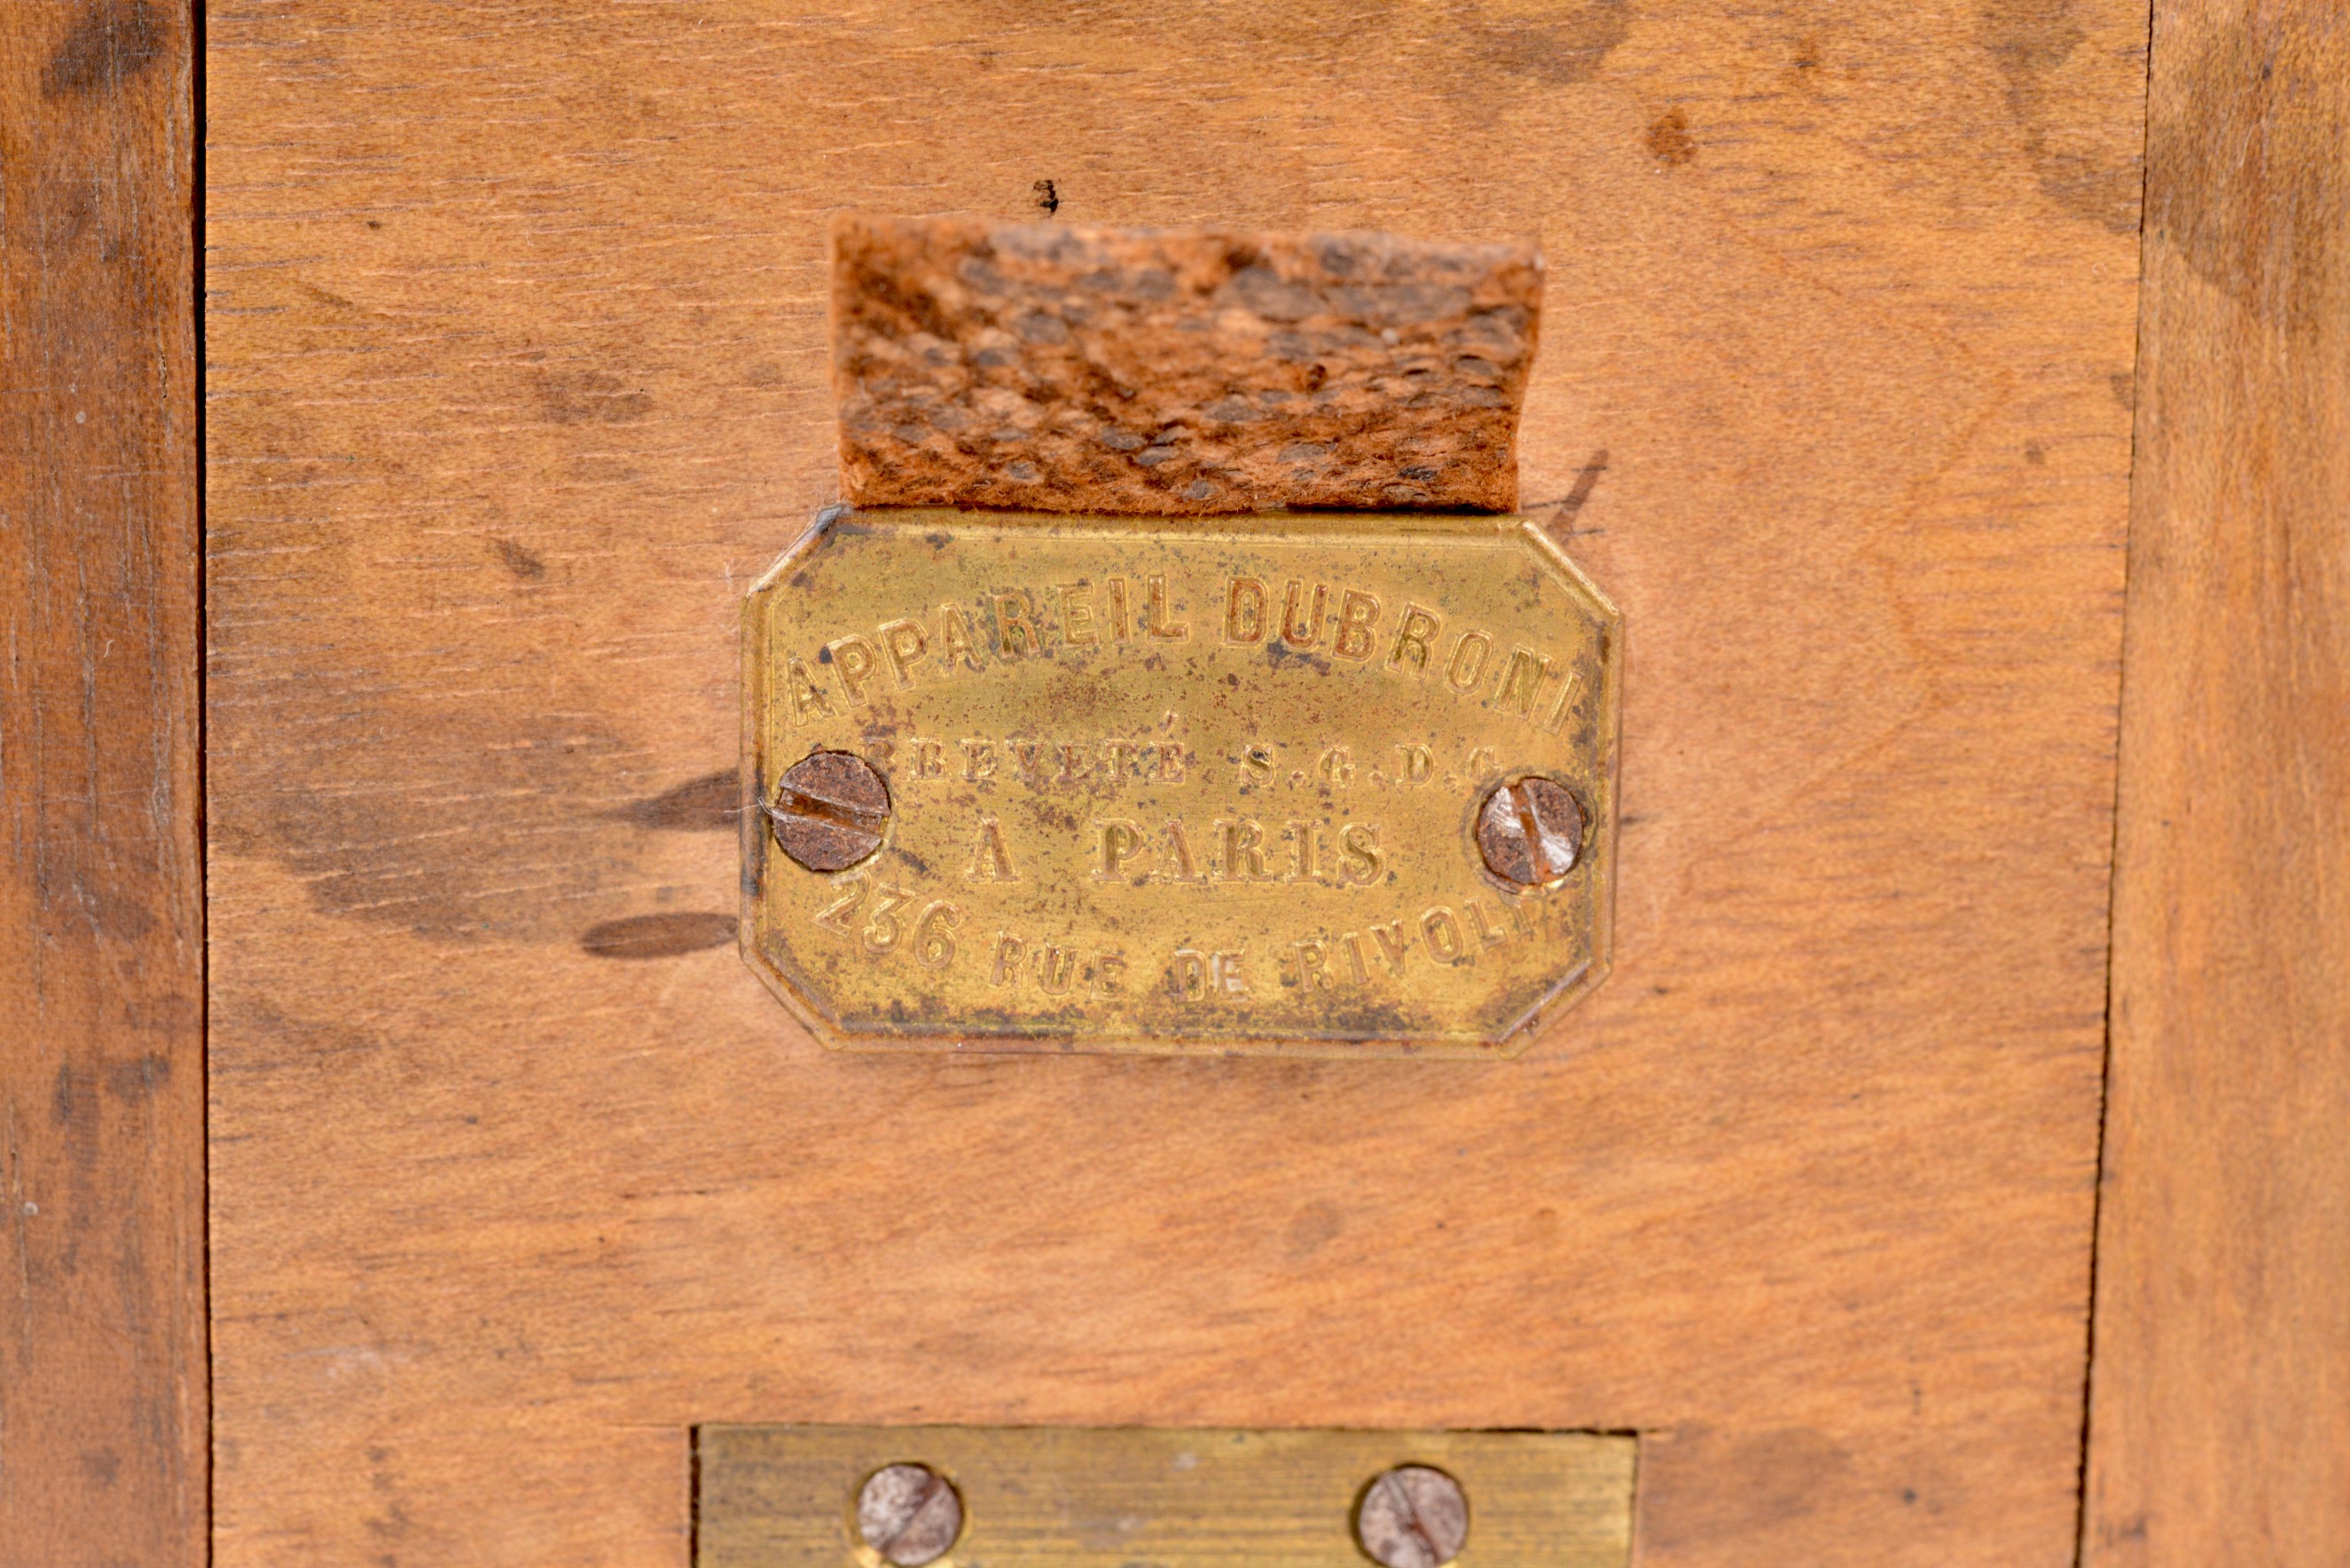 APPAREIL DUBRONI
BREVETÉ. S.G.D.G
A PARIS
236 RUE DE RIVOLI